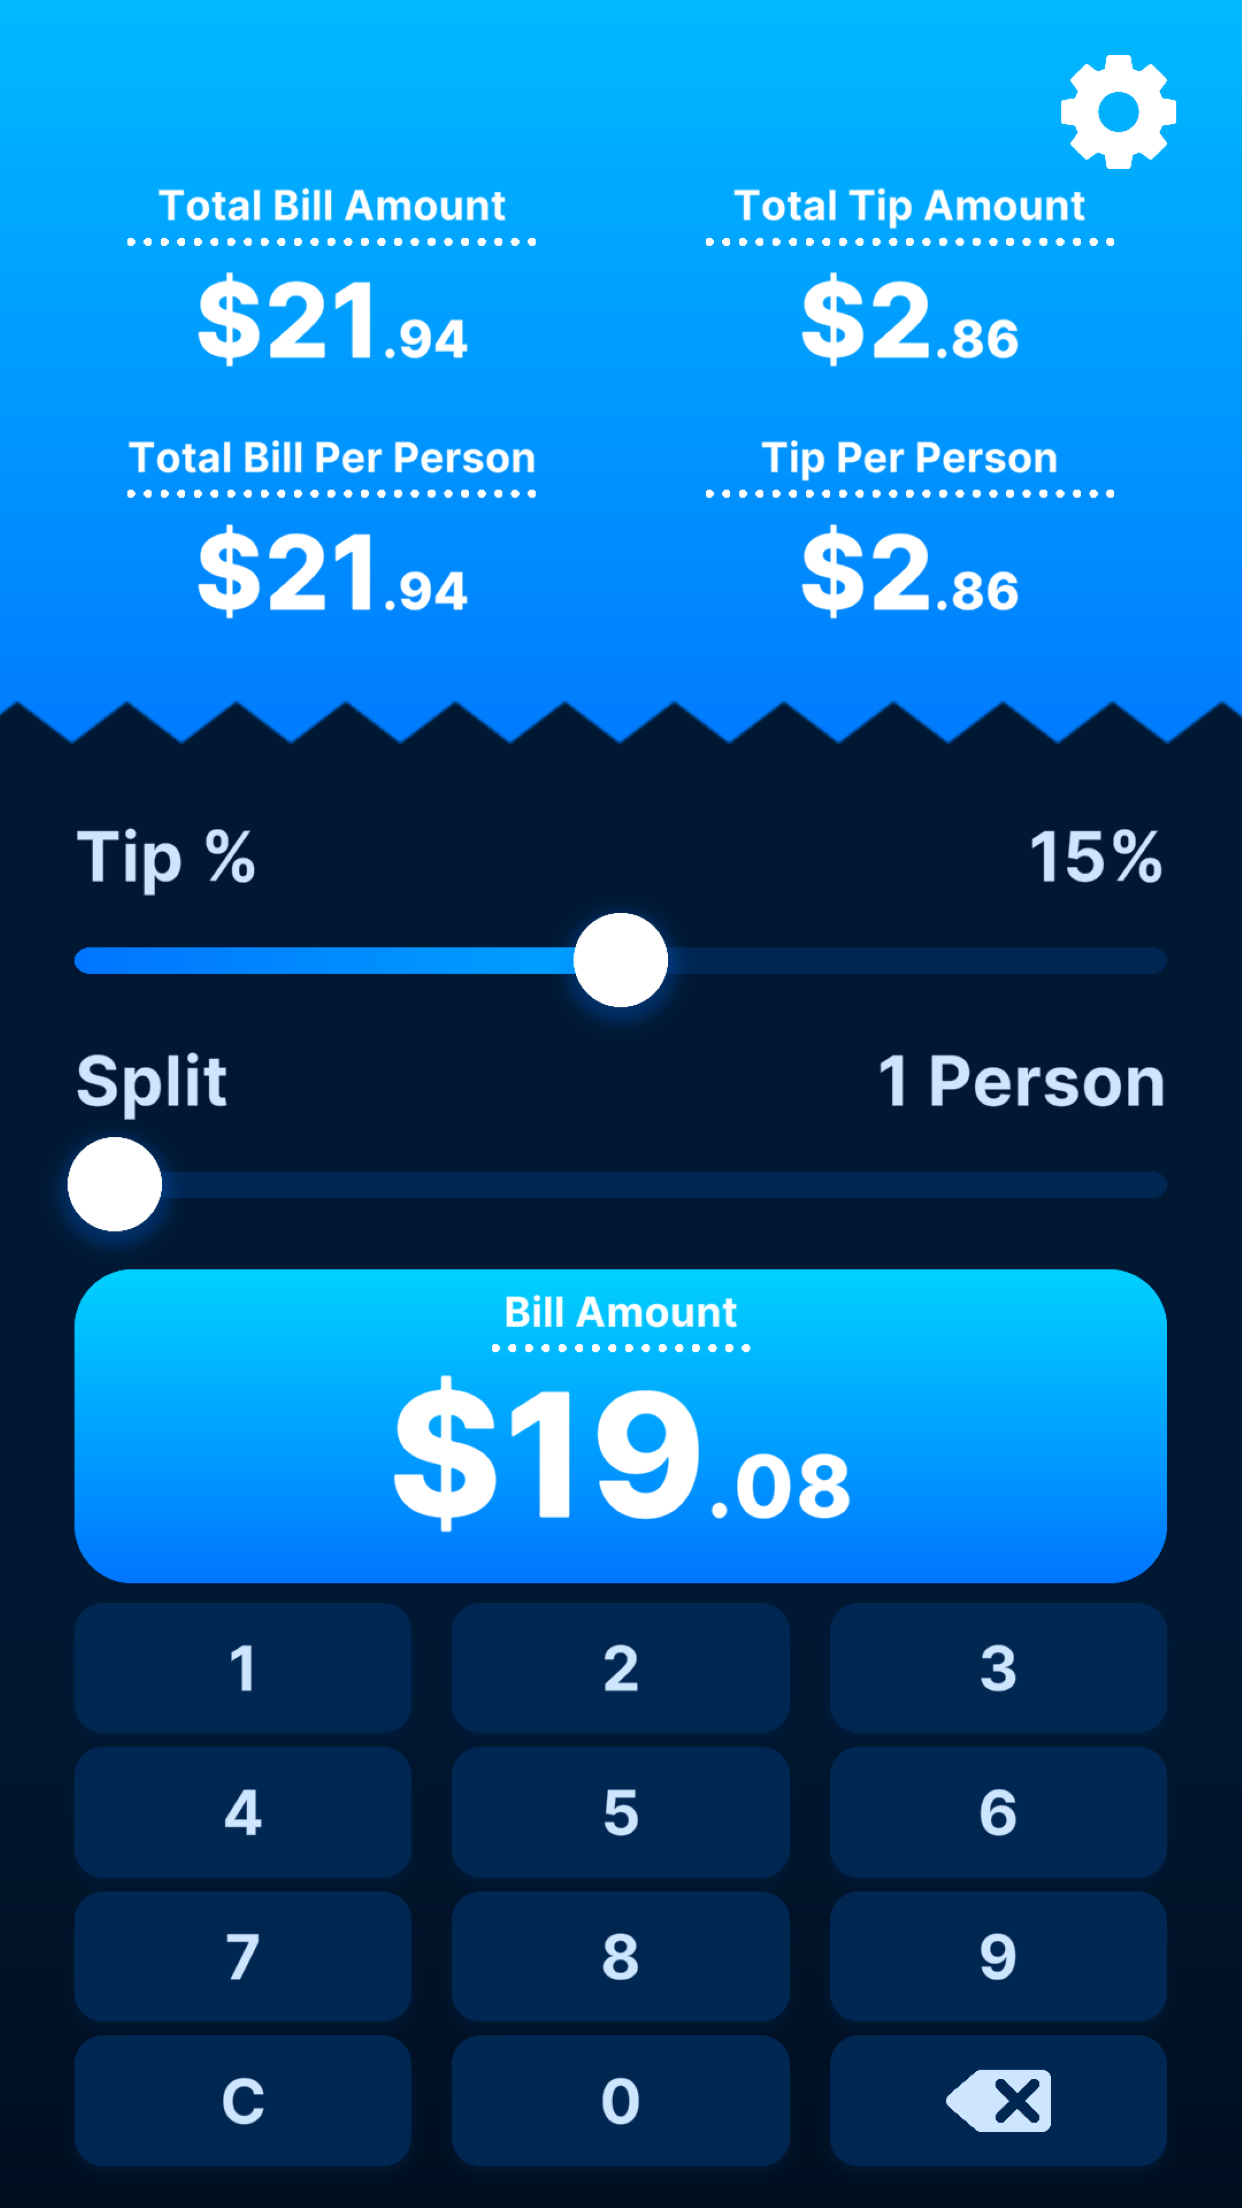 Total Bill Amount
$21.94
Total Tip Amount
$2.86
Total Bill Per Person
$21.94
Tip Per Person
$2.86
Tip % 15%
Split 1 Person
Bill Amount
$19.08
1 2 3
4 5 6
7 8 9
C 0